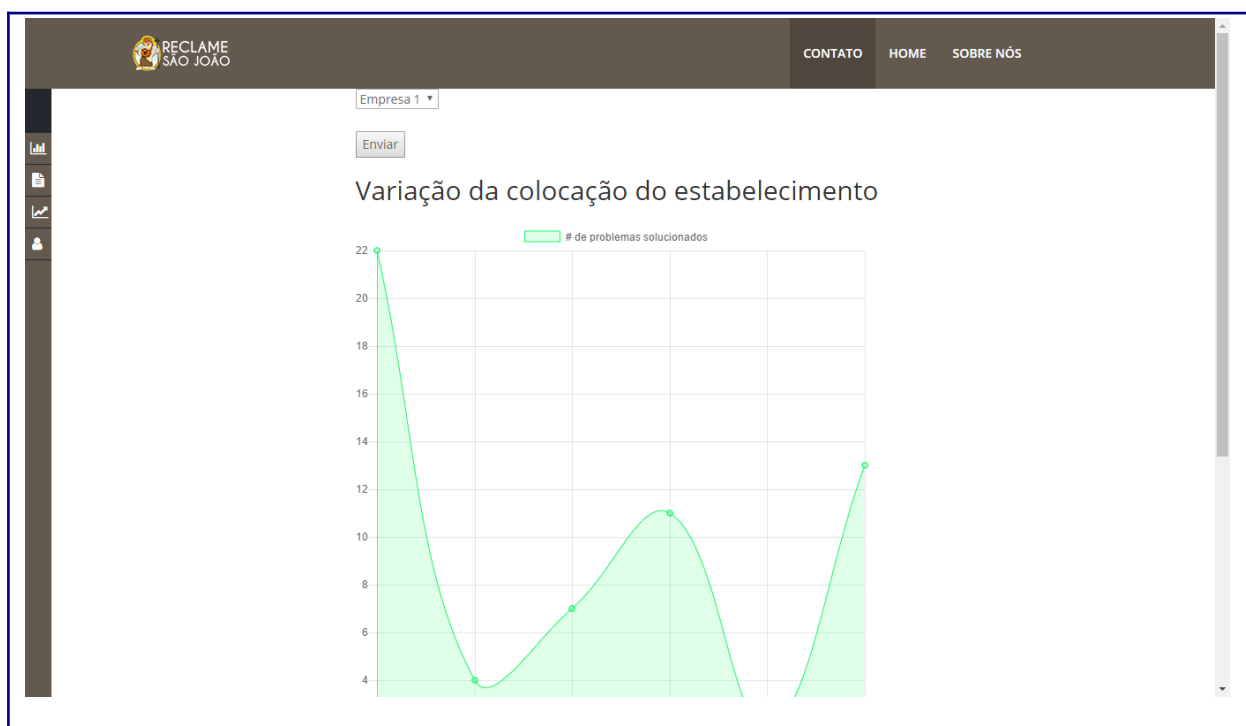 RECLAME
SÃO JOÃO
CONTATO HOME SOBRE NÓS
Empresa 1
Enviar
Variação da colocação do estabelecimento
# de problemas solucionados
22
20
18
16
14
12
10
8
6
4